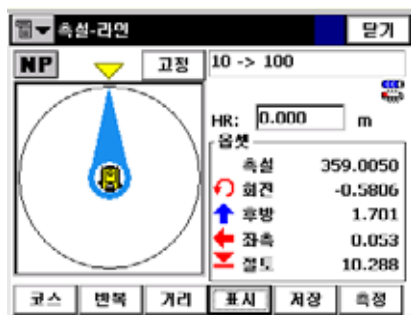 측설-라인 닫기
NP 고정 10 -> 100
HR: 0.000 m
옵셋
측설 359.0050
회전 -0.5806
후방 1.701
좌측 0.053
절토 10.288
코스 반복 거리 표시 저장 측정